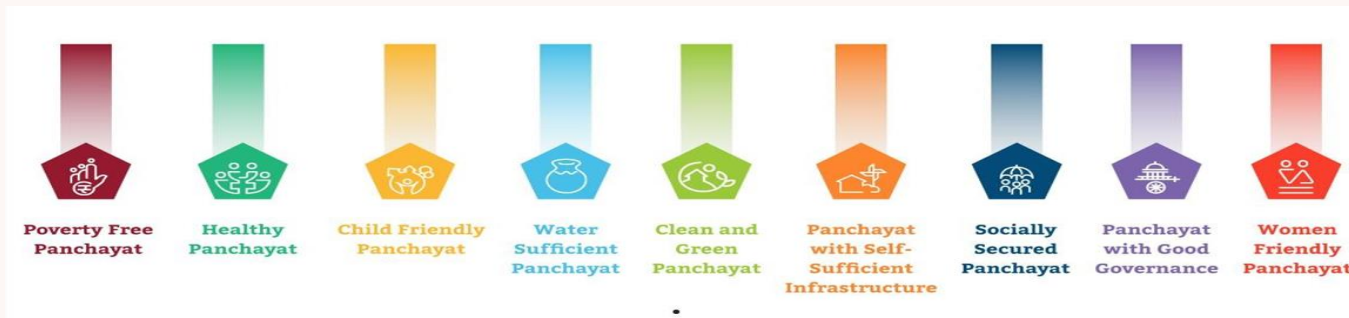 Poverty Free
Panchayat
Healthy
Panchayat
Child Friendly
Panchayat
Water
Sufficient
Panchayat
Clean and
Green
Panchayat
Panchayat
with Self-
Sufficient
Infrastructure
Socially
Secured
Panchayat
Panchayat
with Good
Governance
Women
Friendly
Panchayat